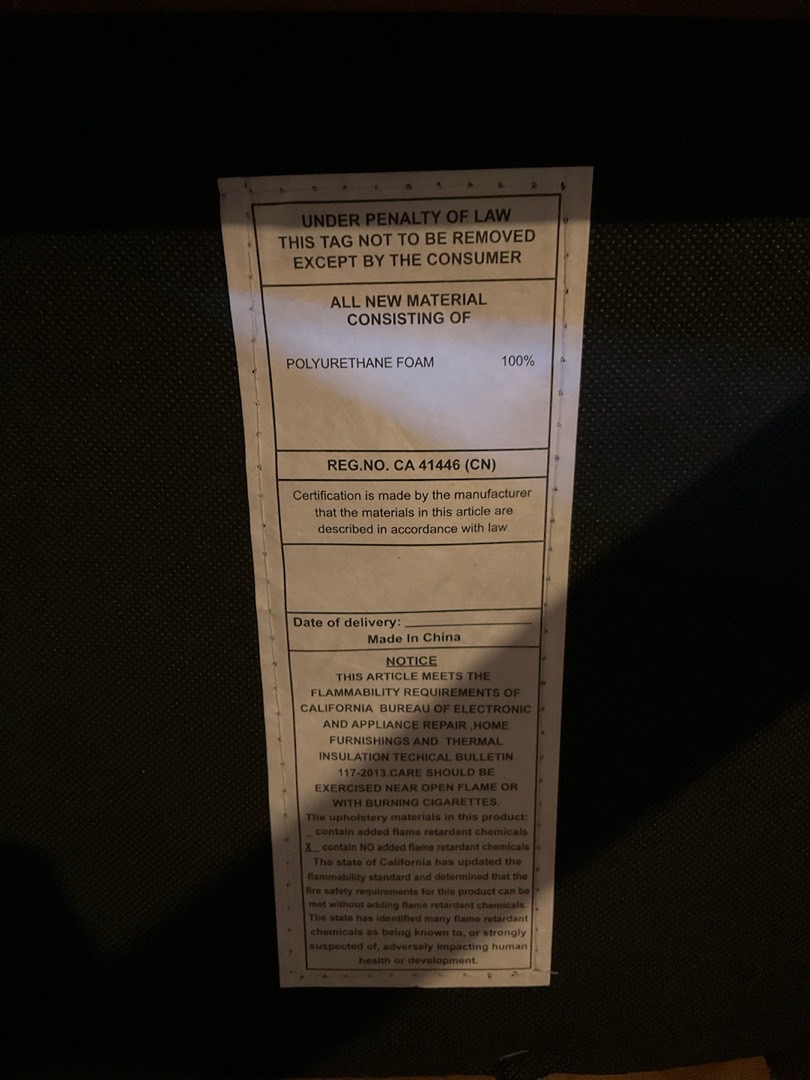 UNDER PENALTY OF LAW
THIS TAG NOT TO BE REMOVED
EXCEPT BY THE CONSUMER
ALL NEW MATERIAL
CONSISTING OF
POLYURETHANE FOAM 100%
REG.NO. CA 41446 (CN)
Certification is made by the manufacturer
that the materials in this article are
described in accordance with law
Date of delivery: _______________
Made In China
NOTICE
THIS ARTICLE MEETS THE
FLAMMABILITY REQUIREMENTS OF
CALIFORNIA BUREAU OF ELECTRONIC
AND APPLIANCE REPAIR ,HOME
FURNISHINGS AND THERMAL
INSULATION TECHICAL BULLETIN
117-2013.CARE SHOULD BE
EXERCISED NEAR OPEN FLAME OR
WITH BURNING CIGARETTES.
The upholstery materials in this product:
_ contain added flame retardant chemicals
X_ contain NO added flame retardant chemicals
The state of California has updated the
flammability standard and determined that the
fire safety requirements for this product can be
met without adding flame retardant chemicals.
The state has identified many flame retardant
chemicals as being known to, or strongly
suspected of, adversely impacting human
health or development.